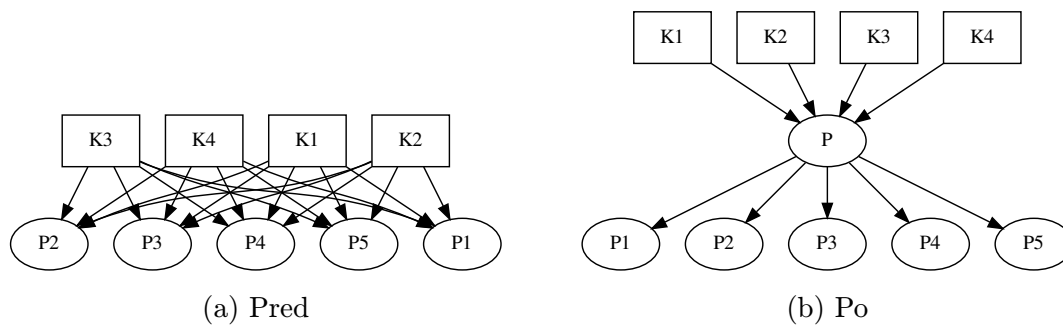 K1 K2 K3 K4
K3 K4 K1 K2
P
P2 P3 P4 P5 P1
P1 P2 P3 P4 P5
(a) Pred
(b) Po